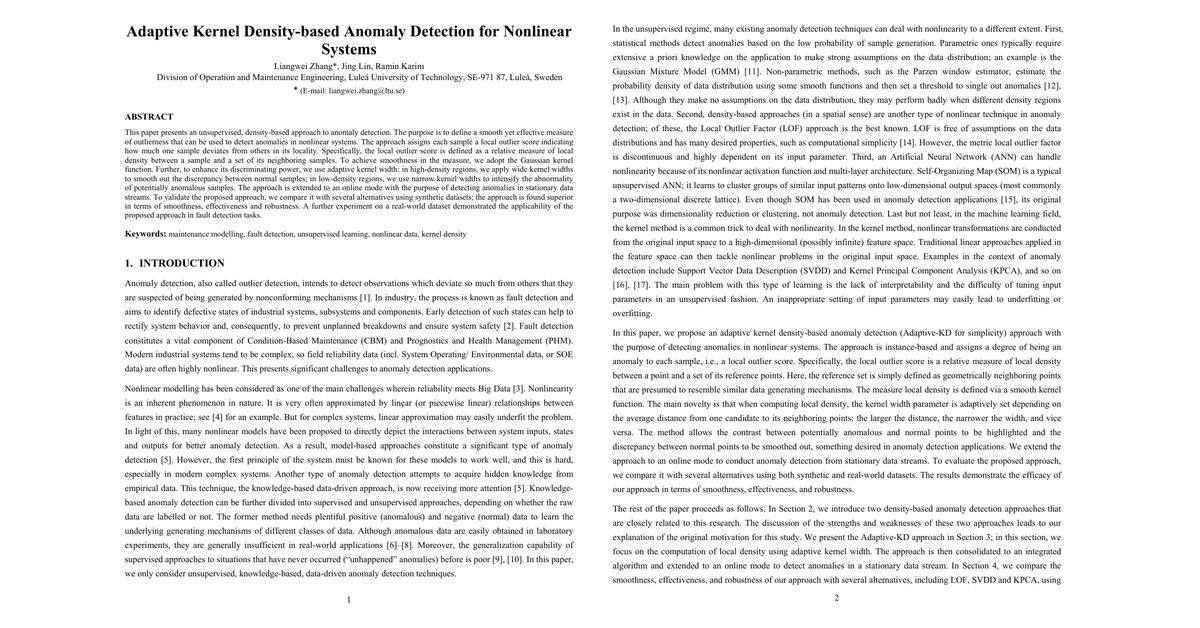 Adaptive Kernel Density-based Anomaly Detection for Nonlinear
Systems
Liangwei Zhang*, Jing Lin, Ramin Karim
Division of Operation and Maintenance Engineering, Luleå University of Technology, SE-971 87, Luleå, Sweden
* (E-mail: liangwei.zhang@ltu.se)
ABSTRACT
This paper presents an unsupervised, density-based approach to anomaly detection. The purpose is to define a smooth yet effective measure
of outlierness that can be used to detect anomalies in nonlinear systems. The approach assigns each sample a local outlier score indicating
how much one sample deviates from others in its locality. Specifically, the local outlier score is defined as a relative measure of local
density between a sample and a set of its neighboring samples. To achieve smoothness in the measure, we adopt the Gaussian kernel
function. Further, to enhance its discriminating power, we use adaptive kernel width: in high-density regions, we apply wide kernel widths
to smooth out the discrepancy between normal samples; in low-density regions, we use narrow kernel widths to intensify the abnormality
of potentially anomalous samples. The approach is extended to an online mode with the purpose of detecting anomalies in stationary data
streams. To validate the proposed approach, we compare it with several alternatives using synthetic datasets; the approach is found superior
in terms of smoothness, effectiveness and robustness. A further experiment on a real-world dataset demonstrated the applicability of the
proposed approach in fault detection tasks.
Keywords: maintenance modelling, fault detection, unsupervised learning, nonlinear data, kernel density
1. INTRODUCTION
Anomaly detection, also called outlier detection, intends to detect observations which deviate so much from others that they
are suspected of being generated by nonconforming mechanisms [1]. In industry, the process is known as fault detection and
aims to identify defective states of industrial systems, subsystems and components. Early detection of such states can help to
rectify system behavior and, consequently, to prevent unplanned breakdowns and ensure system safety [2]. Fault detection
constitutes a vital component of Condition-Based Maintenance (CBM) and Prognostics and Health Management (PHM).
Modern industrial systems tend to be complex, so field reliability data (incl. System Operating/ Environmental data, or SOE
data) are often highly nonlinear. This presents significant challenges to anomaly detection applications.
Nonlinear modelling has been considered as one of the main challenges wherein reliability meets Big Data [3]. Nonlinearity
is an inherent phenomenon in nature. It is very often approximated by linear (or piecewise linear) relationships between
features in practice; see [4] for an example. But for complex systems, linear approximation may easily underfit the problem.
In light of this, many nonlinear models have been proposed to directly depict the interactions between system inputs, states
and outputs for better anomaly detection. As a result, model-based approaches constitute a significant type of anomaly
detection [5]. However, the first principle of the system must be known for these models to work well, and this is hard,
especially in modern complex systems. Another type of anomaly detection attempts to acquire hidden knowledge from
empirical data. This technique, the knowledge-based data-driven approach, is now receiving more attention [5]. Knowledge-
based anomaly detection can be further divided into supervised and unsupervised approaches, depending on whether the raw
data are labelled or not. The former method needs plentiful positive (anomalous) and negative (normal) data to learn the
underlying generating mechanisms of different classes of data. Although anomalous data are easily obtained in laboratory
experiments, they are generally insufficient in real-world applications [6]–[8]. Moreover, the generalization capability of
supervised approaches to situations that have never occurred (“unhappened” anomalies) before is poor [9], [10]. In this paper,
we only consider unsupervised, knowledge-based, data-driven anomaly detection techniques.
1
In the unsupervised regime, many existing anomaly detection techniques can deal with nonlinearity to a different extent. First,
statistical methods detect anomalies based on the low probability of sample generation. Parametric ones typically require
extensive a priori knowledge on the application to make strong assumptions on the data distribution; an example is the
Gaussian Mixture Model (GMM) [11]. Non-parametric methods, such as the Parzen window estimator, estimate the
probability density of data distribution using some smooth functions and then set a threshold to single out anomalies [12],
[13]. Although they make no assumptions on the data distribution, they may perform badly when different density regions
exist in the data. Second, density-based approaches (in a spatial sense) are another type of nonlinear technique in anomaly
detection; of these, the Local Outlier Factor (LOF) approach is the best known. LOF is free of assumptions on the data
distributions and has many desired properties, such as computational simplicity [14]. However, the metric local outlier factor
is discontinuous and highly dependent on its input parameter. Third, an Artificial Neural Network (ANN) can handle
nonlinearity because of its nonlinear activation function and multi-layer architecture. Self-Organizing Map (SOM) is a typical
unsupervised ANN; it learns to cluster groups of similar input patterns onto low-dimensional output spaces (most commonly
a two-dimensional discrete lattice). Even though SOM has been used in anomaly detection applications [15], its original
purpose was dimensionality reduction or clustering, not anomaly detection. Last but not least, in the machine learning field,
the kernel method is a common trick to deal with nonlinearity. In the kernel method, nonlinear transformations are conducted
from the original input space to a high-dimensional (possibly infinite) feature space. Traditional linear approaches applied in
the feature space can then tackle nonlinear problems in the original input space. Examples in the context of anomaly
detection include Support Vector Data Description (SVDD) and Kernel Principal Component Analysis (KPCA), and so on
[16], [17]. The main problem with this type of learning is the lack of interpretability and the difficulty of tuning input
parameters in an unsupervised fashion. An inappropriate setting of input parameters may easily lead to underfitting or
overfitting.
In this paper, we propose an adaptive kernel density-based anomaly detection (Adaptive-KD for simplicity) approach with
the purpose of detecting anomalies in nonlinear systems. The approach is instance-based and assigns a degree of being an
anomaly to each sample, i.e., a local outlier score. Specifically, the local outlier score is a relative measure of local density
between a point and a set of its reference points. Here, the reference set is simply defined as geometrically neighboring points
that are presumed to resemble similar data generating mechanisms. The measure local density is defined via a smooth kernel
function. The main novelty is that when computing local density, the kernel width parameter is adaptively set depending on
the average distance from one candidate to its neighboring points: the larger the distance, the narrower the width, and vice
versa. The method allows the contrast between potentially anomalous and normal points to be highlighted and the
discrepancy between normal points to be smoothed out, something desired in anomaly detection applications. We extend the
approach to an online mode to conduct anomaly detection from stationary data streams. To evaluate the proposed approach,
we compare it with several alternatives using both synthetic and real-world datasets. The results demonstrate the efficacy of
our approach in terms of smoothness, effectiveness, and robustness.
The rest of the paper proceeds as follows. In Section 2, we introduce two density-based anomaly detection approaches that
are closely related to this research. The discussion of the strengths and weaknesses of these two approaches leads to our
explanation of the original motivation for this study. We present the Adaptive-KD approach in Section 3; in this section, we
focus on the computation of local density using adaptive kernel width. The approach is then consolidated to an integrated
algorithm and extended to an online mode to detect anomalies in a stationary data stream. In Section 4, we compare the
smoothness, effectiveness, and robustness of our approach with several alternatives, including LOF, SVDD and KPCA, using
2